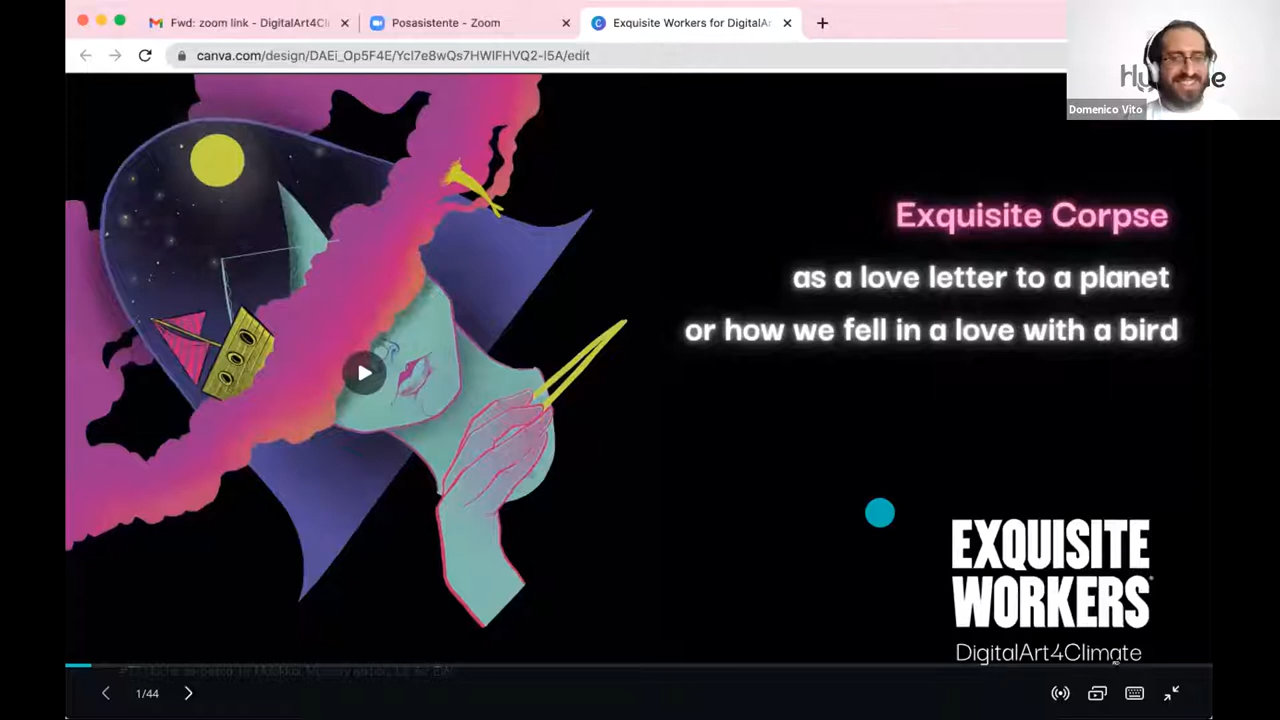 Fwd: zoom link - DigitalArt4Cli
Posasistente - Zoom
Exquisite Workers for DigitalAr
canva.com/design/DAEi_Op5F4E/YcI7e8wQs7HWIFHVQ2-I5A/edit
Domenico Vito
Exquisite Corpse
as a love letter to a planet
or how we fell in a love with a bird
EXQUISITE
WORKERS
DigitalArt4Climate
1/44